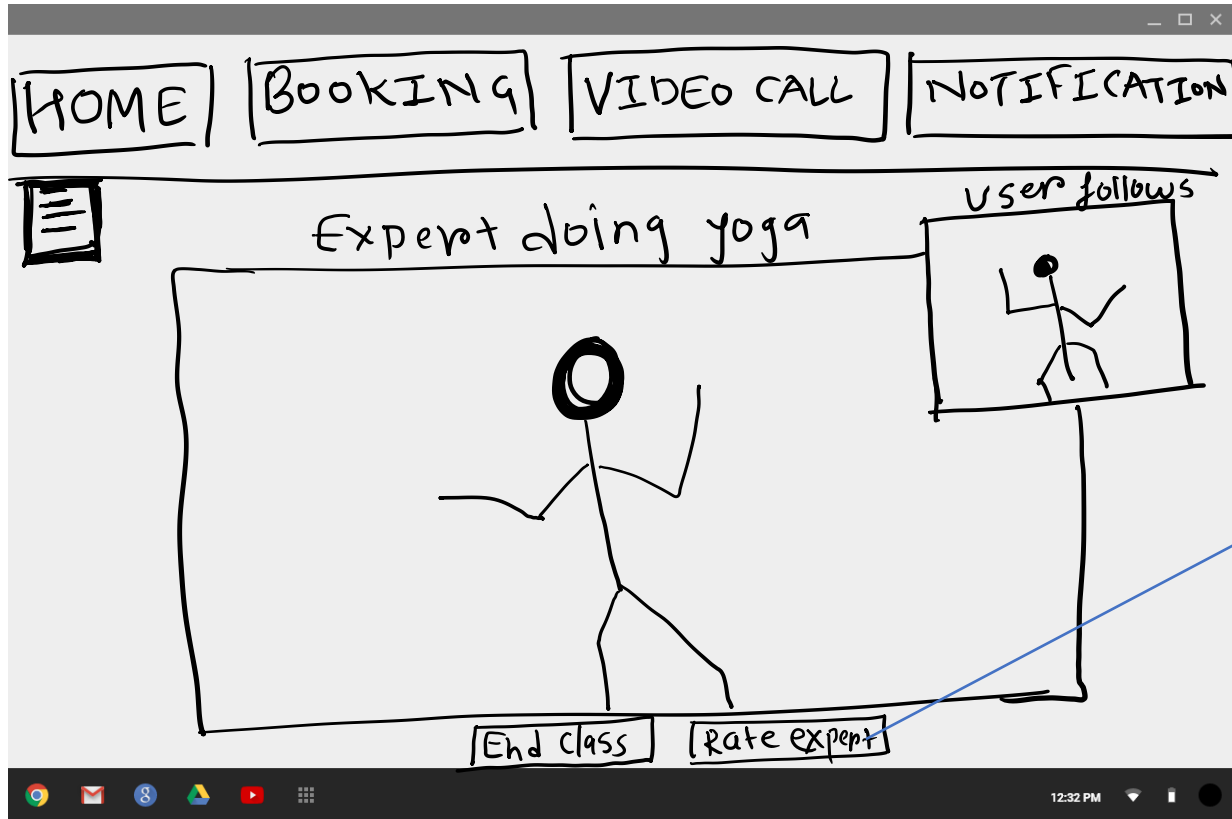 HOME BOOKING VIDEO CALL NOTIFICATION
user follows
Expert doing yoga
End class Rate expert
12:32 PM